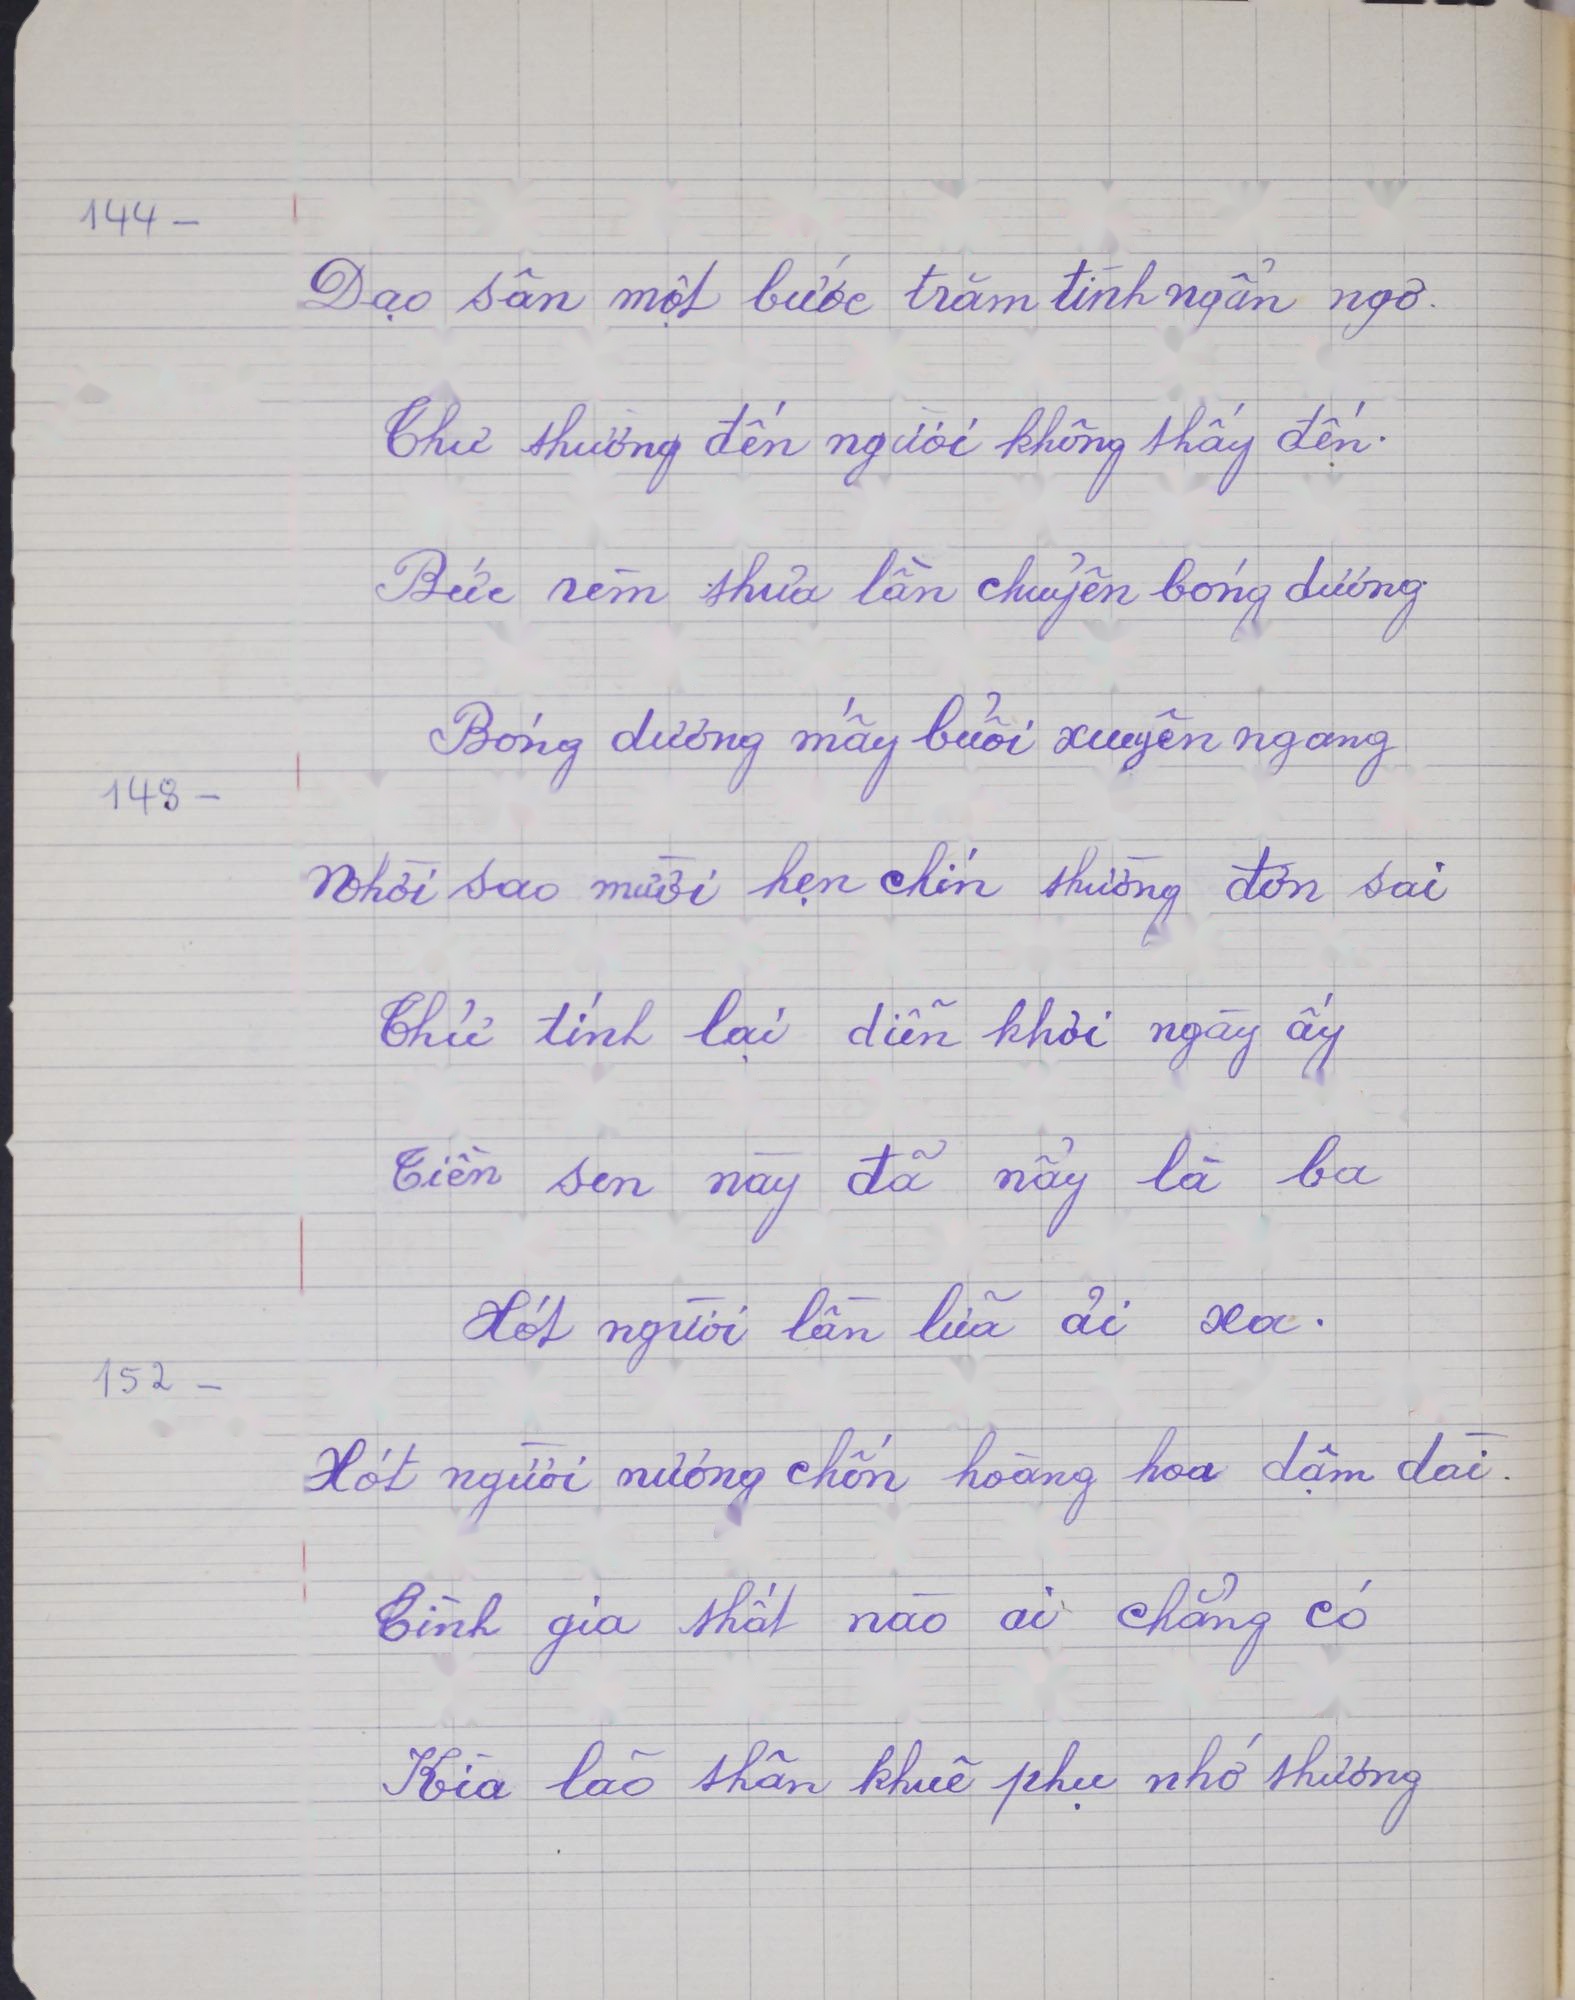 144 -
Dạo sân một bước trăm tình ngẩn ngơ.
Thư thường đến người không thấy đến.
Bức rèm thưa lần chuyển bóng dương
Bóng dương mấy buổi xuyên ngang
148 -
Nhời sao mười hẹn chín thường đơn sai
Thử tính lại diễn khơi ngày ấy
Tiền sen này đã nẩy là ba
Xót người lần lữa ải xa.
152 -
Xót người nương chốn hoàng hoa dặm dài.
Tình gia thất nào ai chẳng có
Kìa lão thân khuê phụ nhớ thương